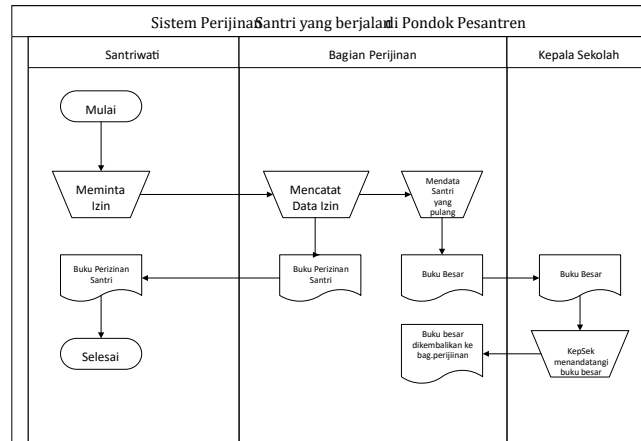 Sistem Perijinan Santri yang berjalan di Pondok Pesantren
Santriwati
Bagian Perijinan
Kepala Sekolah
Mulai
Meminta
Izin
Mencatat
Data Izin
Mendata
Santri
yang
pulang
Buku Perizinan
Santri
Buku Perizinan
Santri
Buku Besar
Buku Besar
Selesai
Buku besar
dikembalikan ke
bag.perijiinan
KepSek
menandatangi
buku besar